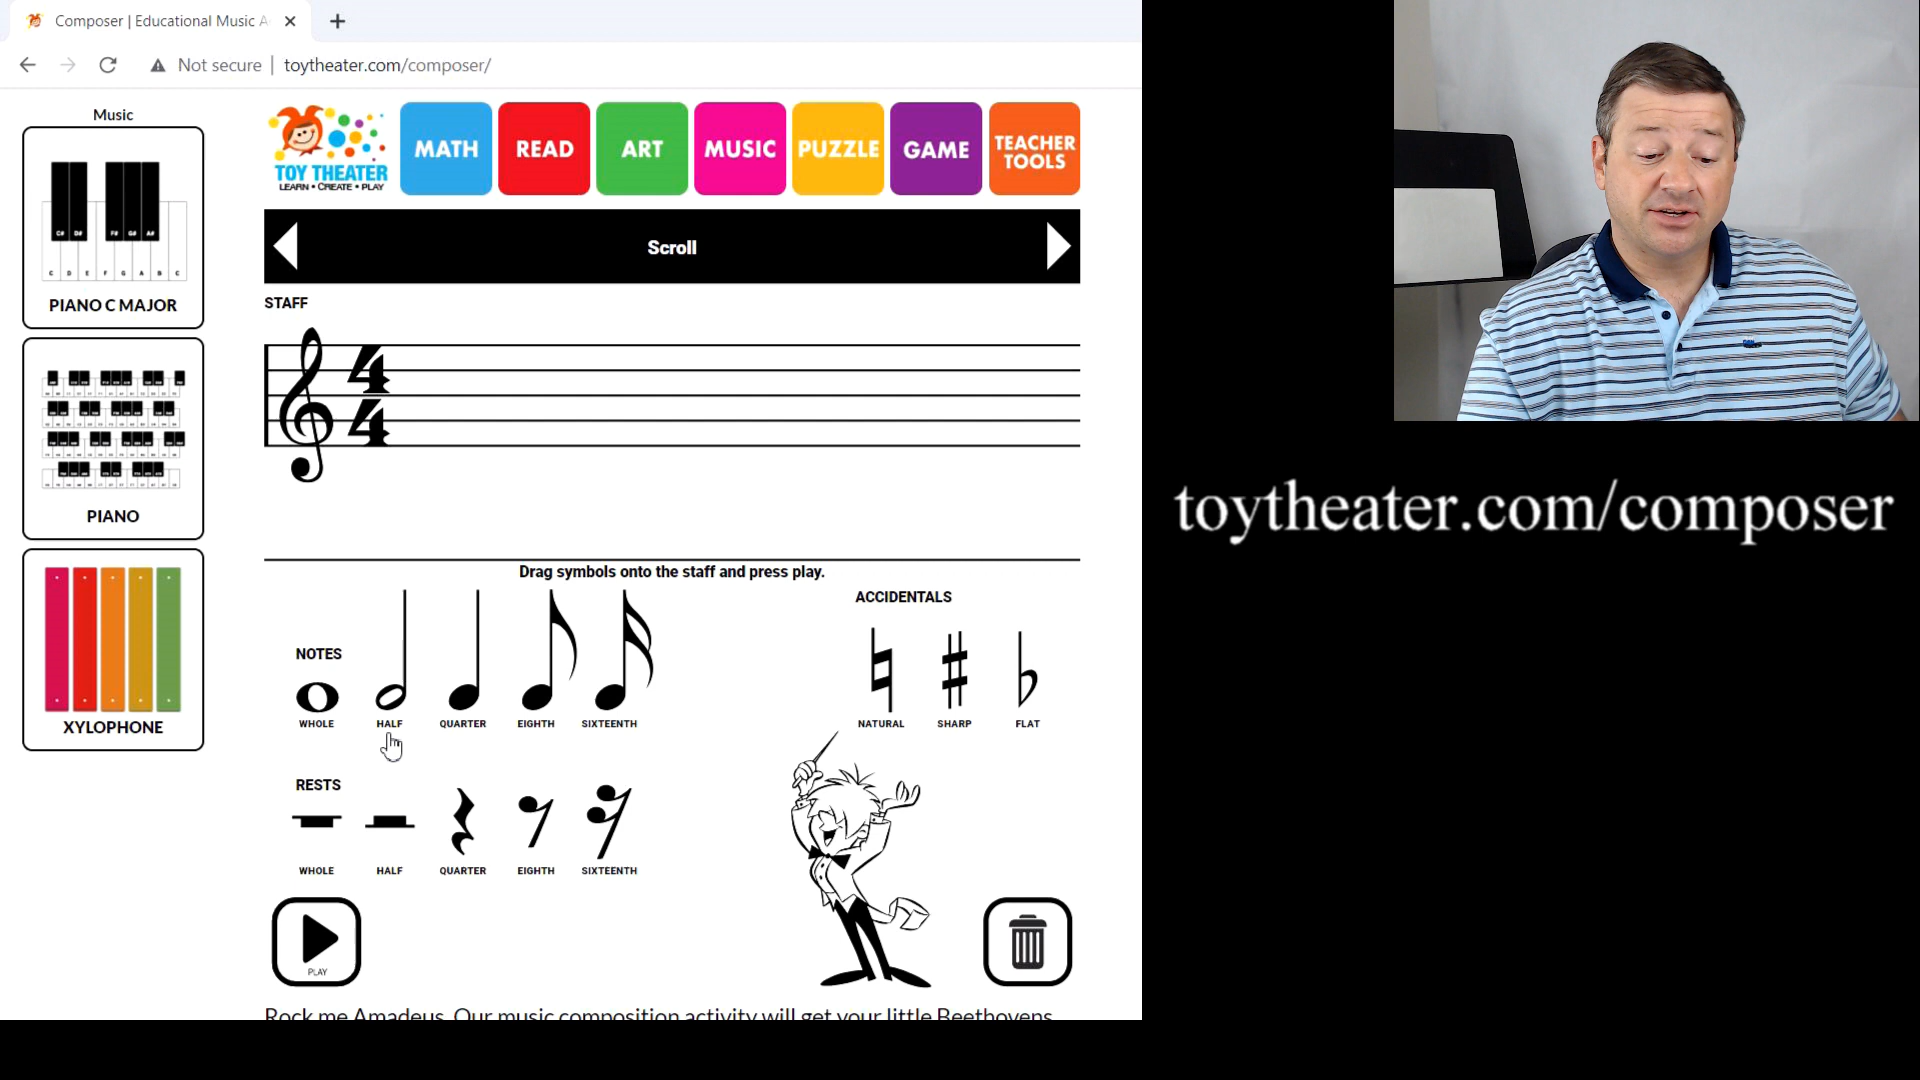 Composer | Educational Music A
Not secure | toytheater.com/composer/
Music
C# D# F# G# A#
C D E F G A B C
PIANO C MAJOR
PIANO
XYLOPHONE
TOY THEATER
LEARN • CREATE • PLAY
MATH
READ
ART
MUSIC
PUZZLE
GAME
TEACHER
TOOLS
Scroll
STAFF
4
4
Drag symbols onto the staff and press play.
NOTES
WHOLE HALF QUARTER EIGHTH SIXTEENTH
ACCIDENTALS
NATURAL SHARP FLAT
RESTS
WHOLE HALF QUARTER EIGHTH SIXTEENTH
PLAY
Rock me Amadeus. Our music composition activity will get your little Beethovens
toytheater.com/composer